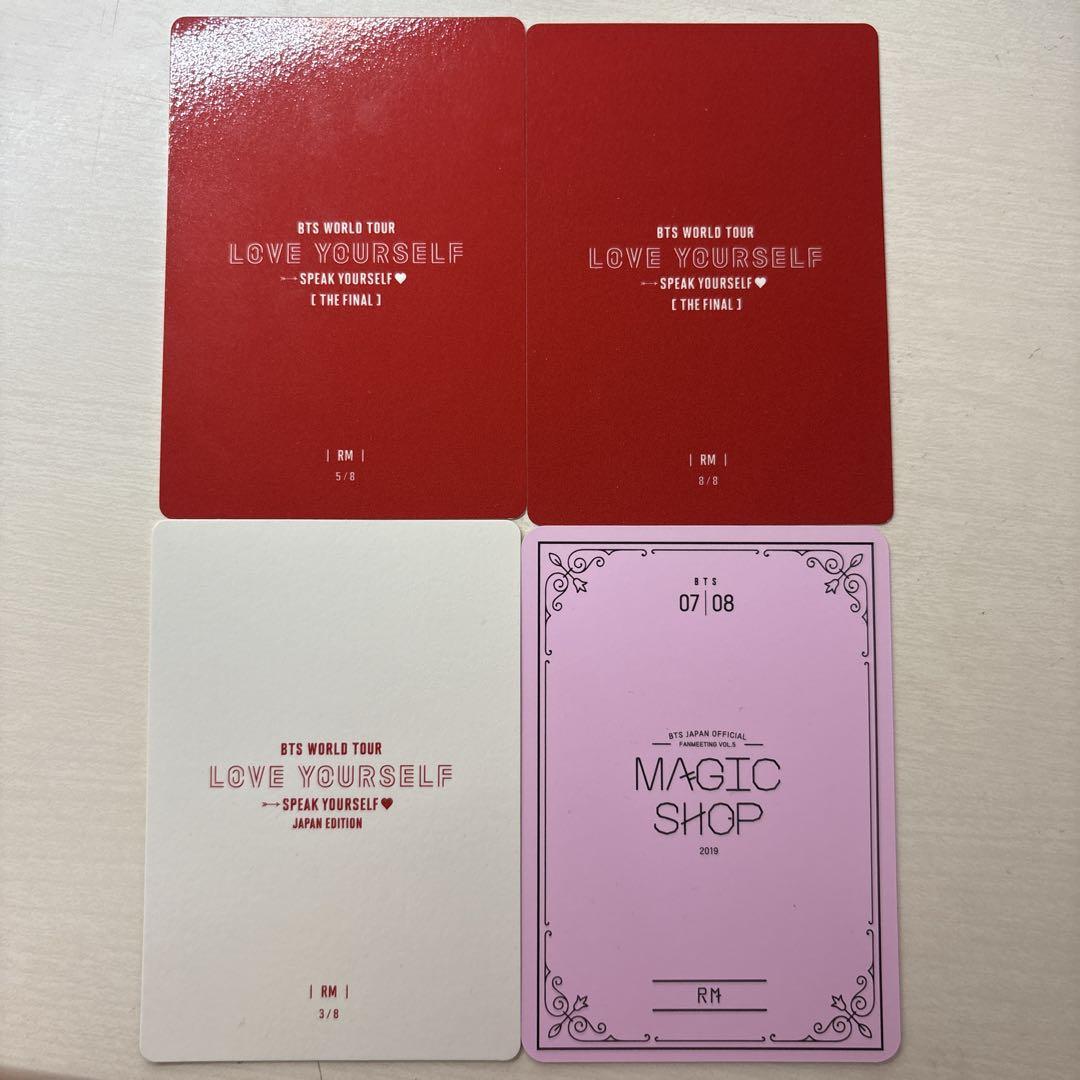 BTS WORLD TOUR
LOVE YOURSELF
SPEAK YOURSELF
[ THE FINAL ]
| RM |
5/8
BTS WORLD TOUR
LOVE YOURSELF
SPEAK YOURSELF
[ THE FINAL ]
| RM |
8/8
BTS WORLD TOUR
LOVE YOURSELF
SPEAK YOURSELF
JAPAN EDITION
| RM |
3/8
BTS
07|08
BTS JAPAN OFFICIAL
FANMEETING VOL.5
MAGIC
SHOP
2019
RM